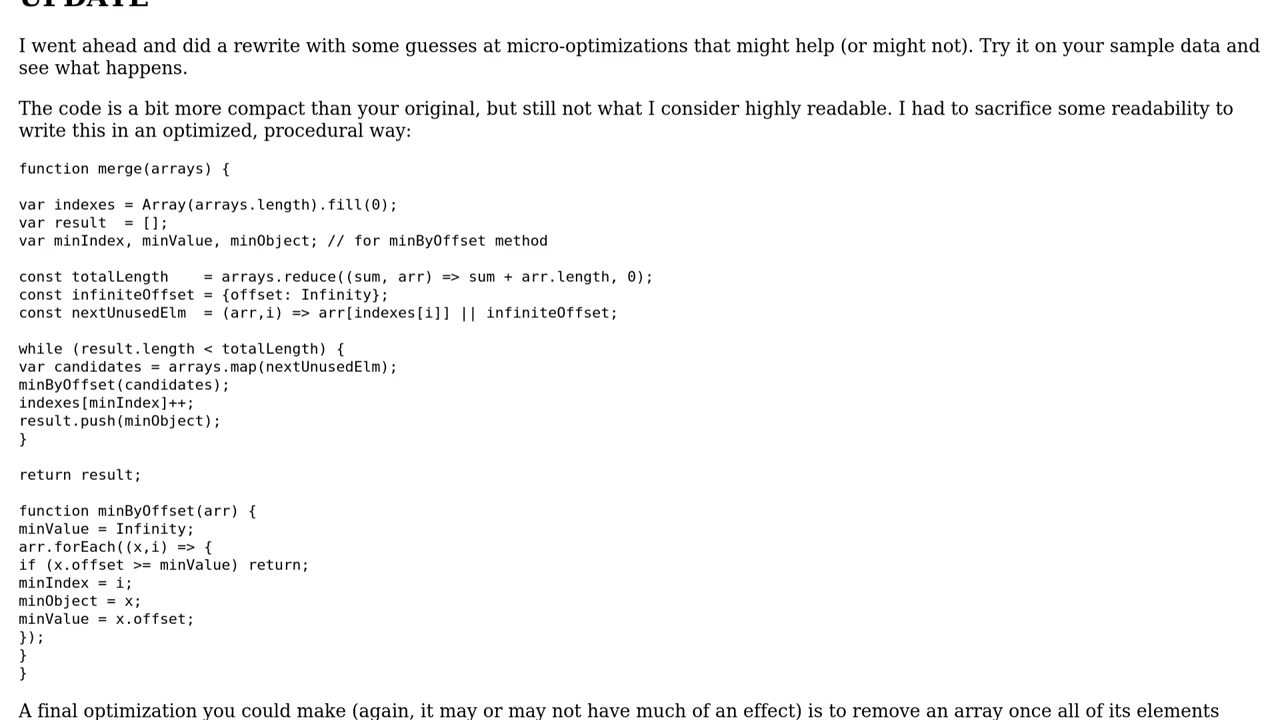 UPDATE
I went ahead and did a rewrite with some guesses at micro-optimizations that might help (or might not). Try it on your sample data and
see what happens.
The code is a bit more compact than your original, but still not what I consider highly readable. I had to sacrifice some readability to
write this in an optimized, procedural way:
function merge(arrays) {
var indexes = Array(arrays.length).fill(0);
var result  = [];
var minIndex, minValue, minObject; // for minByOffset method
const totalLength    = arrays.reduce((sum, arr) => sum + arr.length, 0);
const infiniteOffset = {offset: Infinity};
const nextUnusedElm  = (arr,i) => arr[indexes[i]] || infiniteOffset;
while (result.length < totalLength) {
var candidates = arrays.map(nextUnusedElm);
minByOffset(candidates);
indexes[minIndex]++;
result.push(minObject);
}
return result;
function minByOffset(arr) {
minValue = Infinity;
arr.forEach((x,i) => {
if (x.offset >= minValue) return;
minIndex = i;
minObject = x;
minValue = x.offset;
});
}
}
A final optimization you could make (again, it may or may not have much of an effect) is to remove an array once all of its elements